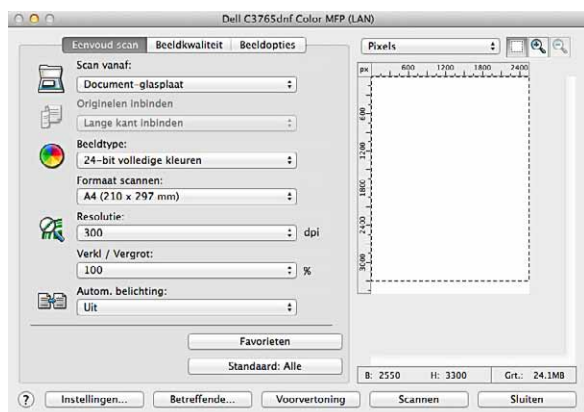 Dell C3765dnf Color MFP (LAN)
Eenvoud scan Beeldkwaliteit Beeldopties
Scan vanaf:
Document-glasplaat
Originelen inbinden
Lange kant inbinden
Beeldtype:
24-bit volledige kleuren
Formaat scannen:
A4 (210 x 297 mm)
Resolutie:
300 dpi
Verkl / Vergrot:
100 %
Autom. belichting:
Uit
Favorieten
Standaard: Alle
Pixels
px 600 1200 1800 2400
600
1200
1800
2400
3000
B: 2550 H: 3300 Grt.: 24.1MB
? Instellingen... Betreffende... Voorvertoning Scannen Sluiten